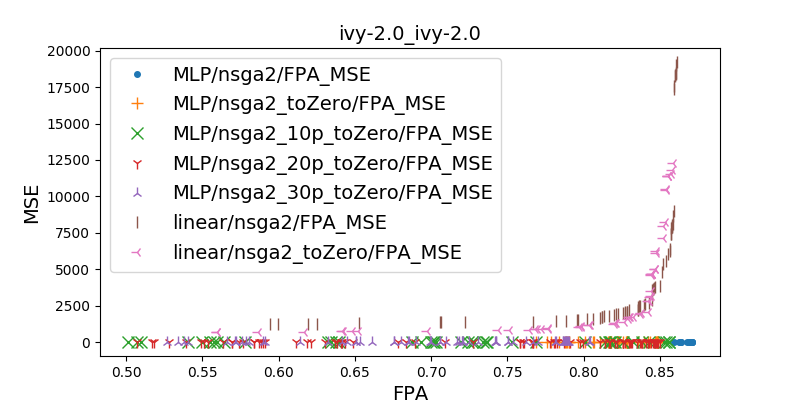 ivy-2.0_ivy-2.0
20000
17500
15000
12500
10000
7500
5000
2500
0
MSE
MLP/nsga2/FPA_MSE
MLP/nsga2_toZero/FPA_MSE
MLP/nsga2_10p_toZero/FPA_MSE
MLP/nsga2_20p_toZero/FPA_MSE
MLP/nsga2_30p_toZero/FPA_MSE
linear/nsga2/FPA_MSE
linear/nsga2_toZero/FPA_MSE
0.50 0.55 0.60 0.65 0.70 0.75 0.80 0.85
FPA